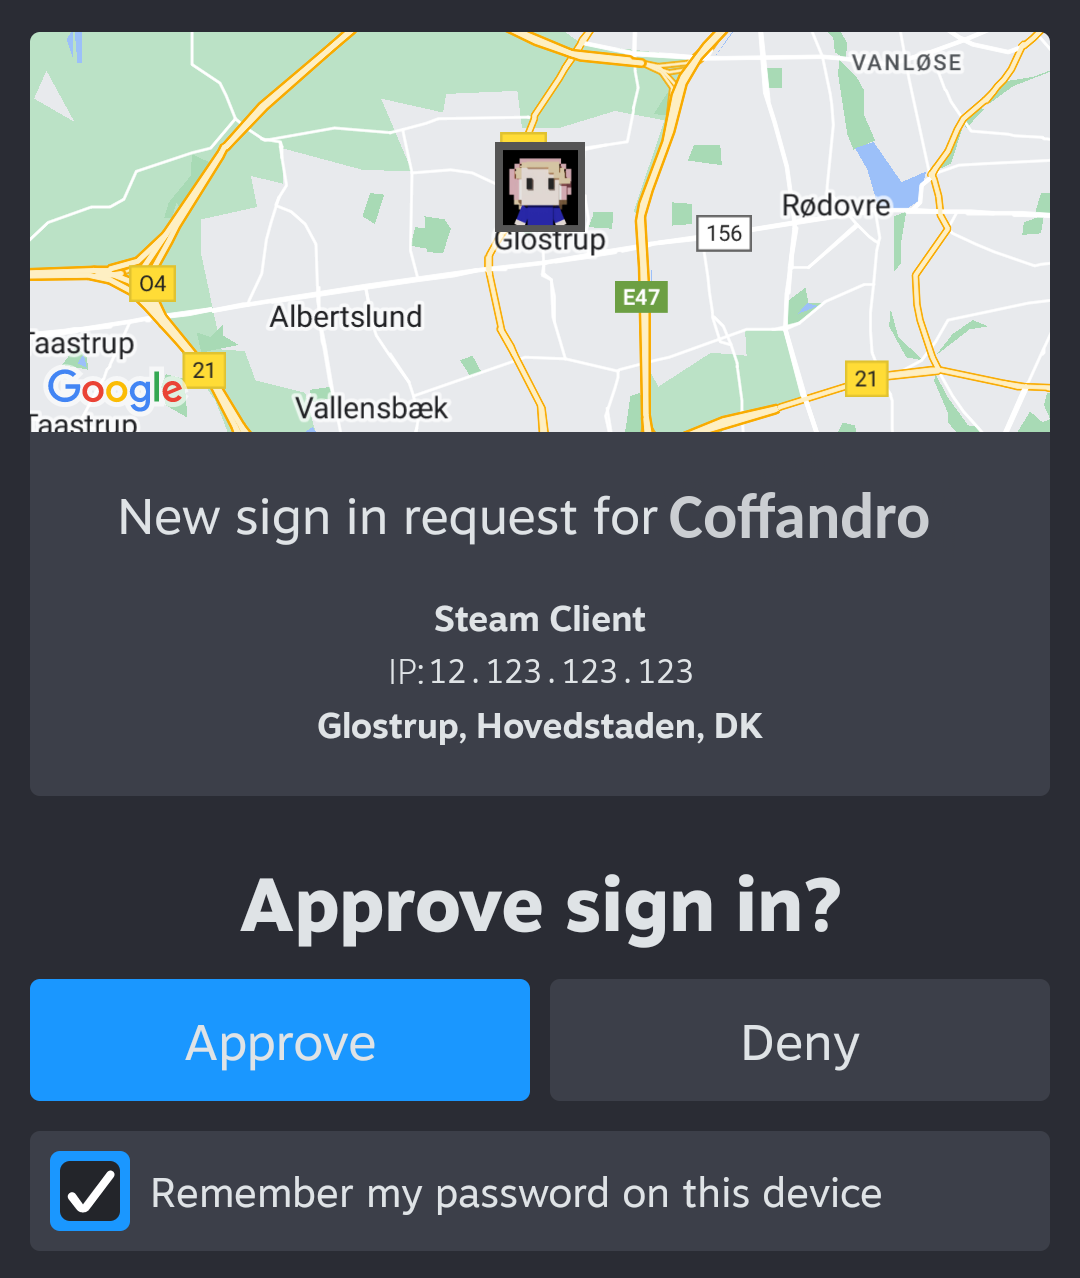 VANLØSE
Rødovre
156
Glostrup
O4
E47
Albertslund
Taastrup
21
21
Google
Vallensbæk
Taastrup
New sign in request for Coffandro
Steam Client
IP:12.123.123.123
Glostrup, Hovedstaden, DK
Approve sign in?
Approve
Deny
Remember my password on this device